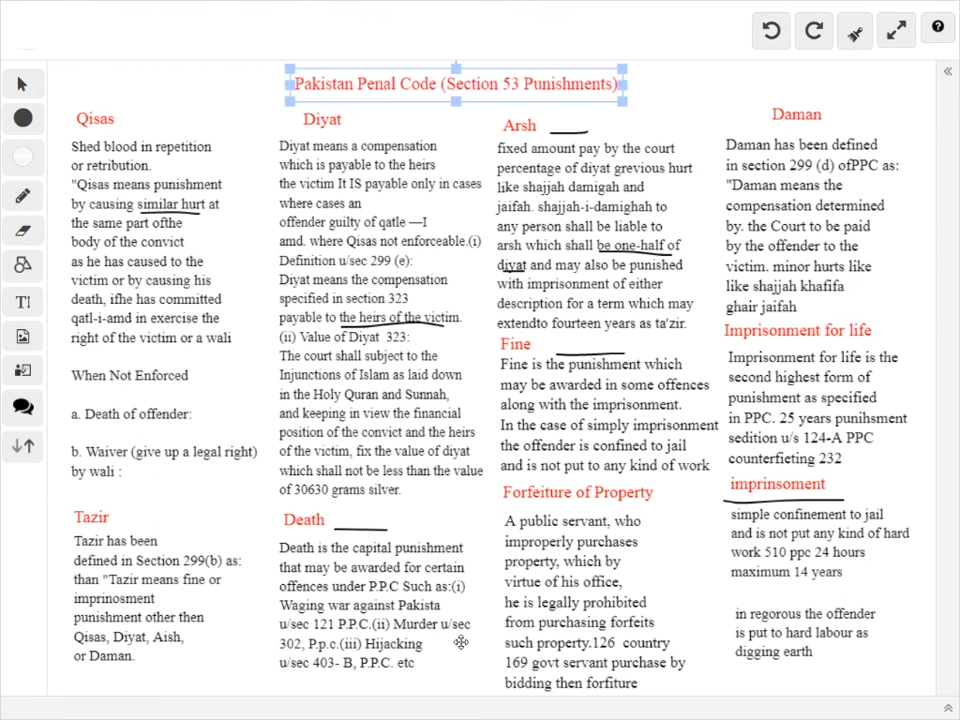 Pakistan Penal Code (Section 53 Punishments)
Qisas
Shed blood in repetition
or retribution.
"Qisas means punishment
by causing similar hurt at
the same part ofthe
body of the convict
as he has caused to the
victim or by causing his
death, ifhe has committed
qatl-i-amd in exercise the
right of the victim or a wali
When Not Enforced
a. Death of offender:
b. Waiver (give up a legal right)
by wali :
Tazir
Tazir has been
defined in Section 299(b) as:
than "Tazir means fine or
imprinosment
punishment other then
Qisas, Diyat, Aish,
or Daman.
Diyat
Diyat means a compensation
which is payable to the heirs
the victim It IS payable only in cases
where cases an
offender guilty of qatle —I
amd. where Qisas not enforceable.(i)
Definition u/sec 299 (e):
Diyat means the compensation
specified in section 323
payable to the heirs of the victim.
(ii) Value of Diyat  323:
The court shall subject to the
Injunctions of Islam as laid down
in the Holy Quran and Sunnah,
and keeping in view the financial
position of the convict and the heirs
of the victim, fix the value of diyat
which shall not be less than the value
of 30630 grams silver.
Death
Death is the capital punishment
that may be awarded for certain
offences under P.P.C Such as:(i)
Waging war against Pakista
u/sec 121 P.P.C.(ii) Murder u/sec
302, P.p.c.(iii) Hijacking
u/sec 403- B, P.P.C. etc
Arsh
fixed amount pay by the court
percentage of diyat grevious hurt
like shajjah damigah and
jaifah. shajjah-i-damighah to
any person shall be liable to
arsh which shall be one-half of
diyat and may also be punished
with imprisonment of either
description for a term which may
extendto fourteen years as ta'zir.
Fine
Fine is the punishment which
may be awarded in some offences
along with the imprisonment.
In the case of simply imprisonment
the offender is confined to jail
and is not put to any kind of work
Forfeiture of Property
A public servant, who
improperly purchases
property, which by
virtue of his office,
he is legally prohibited
from purchasing forfeits
such property.126  country
169 govt servant purchase by
bidding then forfiture
Daman
Daman has been defined
in section 299 (d) ofPPC as:
"Daman means the
compensation determined
by. the Court to be paid
by the offender to the
victim. minor hurts like
like shajjah khafifa
ghair jaifah
Imprisonment for life
Imprisonment for life is the
second highest form of
punishment as specified
in PPC. 25 years punihsment
sedition u/s 124-A PPC
counterfieting 232
imprinsoment
simple confinement to jail
and is not put any kind of hard
work 510 ppc 24 hours
maximum 14 years
in regorous the offender
is put to hard labour as
digging earth